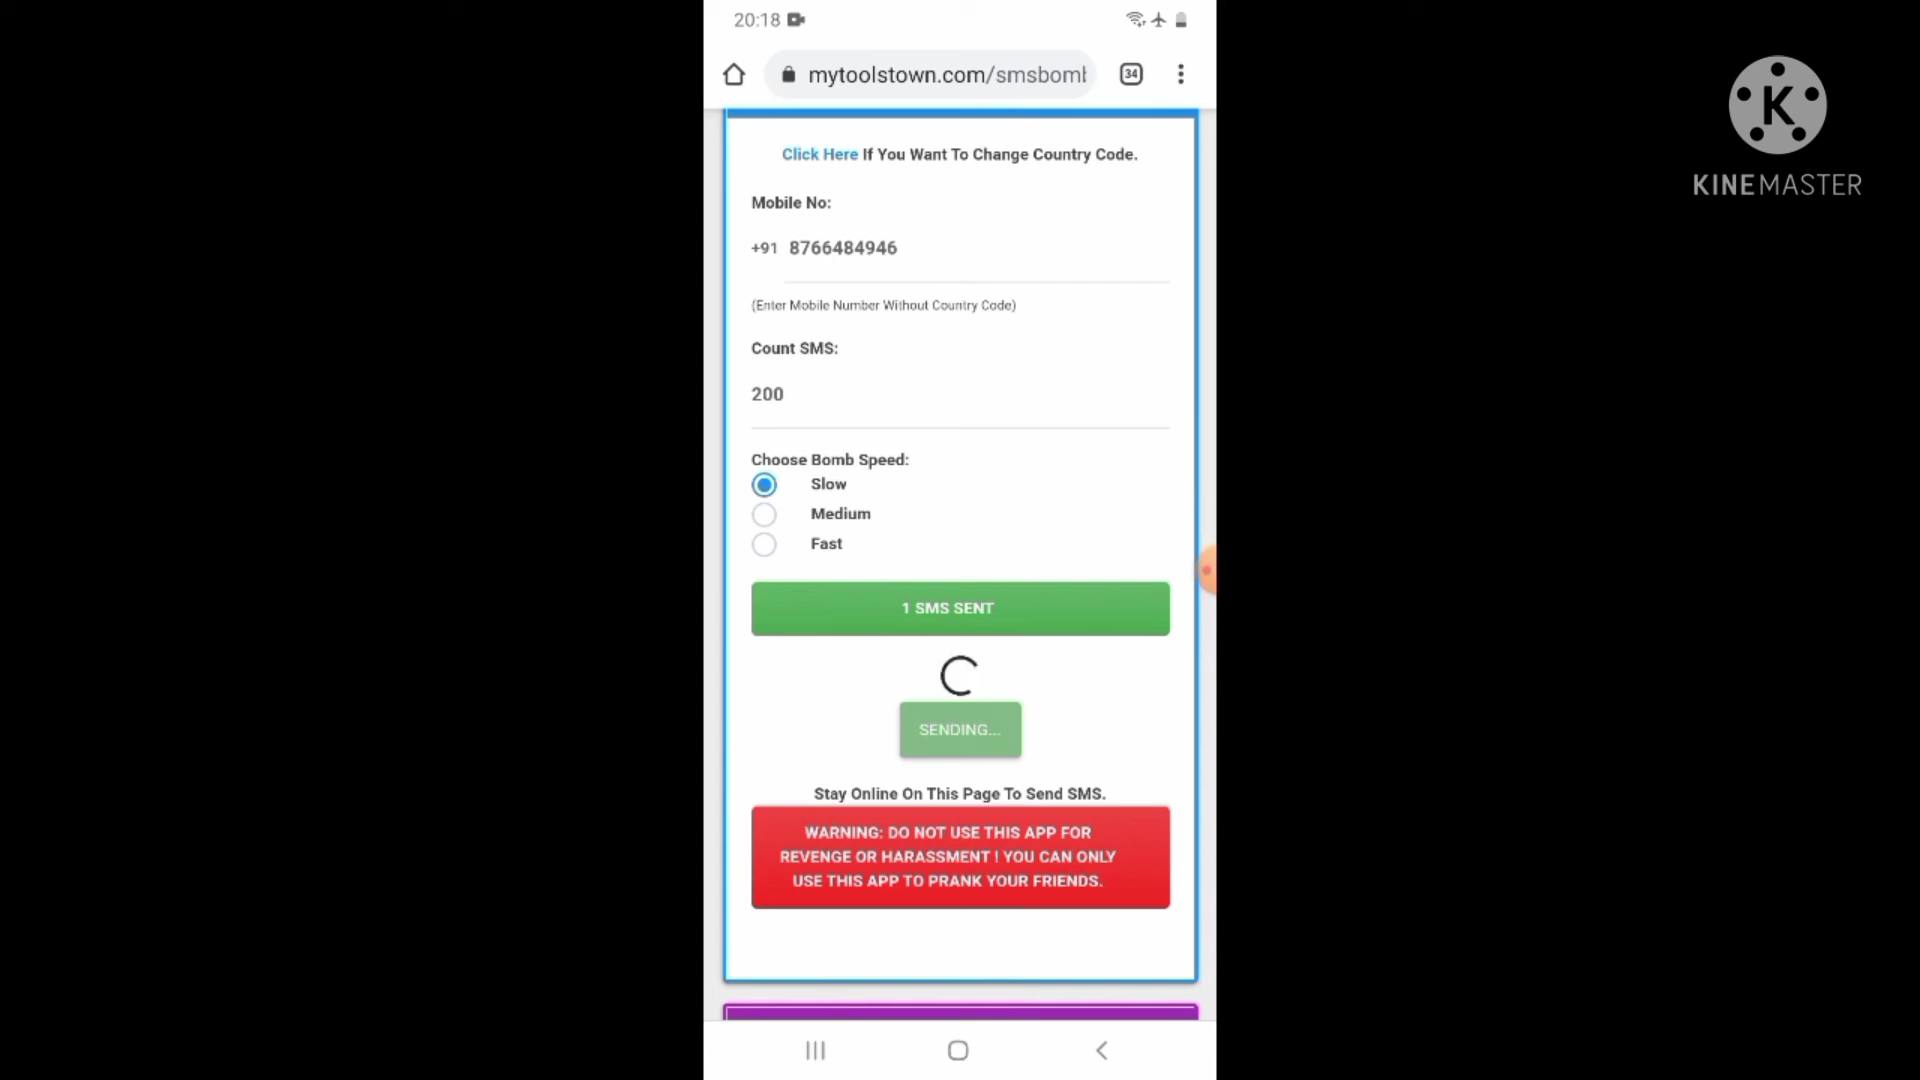 20:18
mytoolstown.com/smsbomb
34
Click Here If You Want To Change Country Code.
Mobile No:
+91 8766484946
(Enter Mobile Number Without Country Code)
Count SMS:
200
Choose Bomb Speed:
Slow
Medium
Fast
1 SMS SENT
SENDING...
Stay Online On This Page To Send SMS.
WARNING: DO NOT USE THIS APP FOR
REVENGE OR HARASSMENT ! YOU CAN ONLY
USE THIS APP TO PRANK YOUR FRIENDS.
K
KINEMASTER